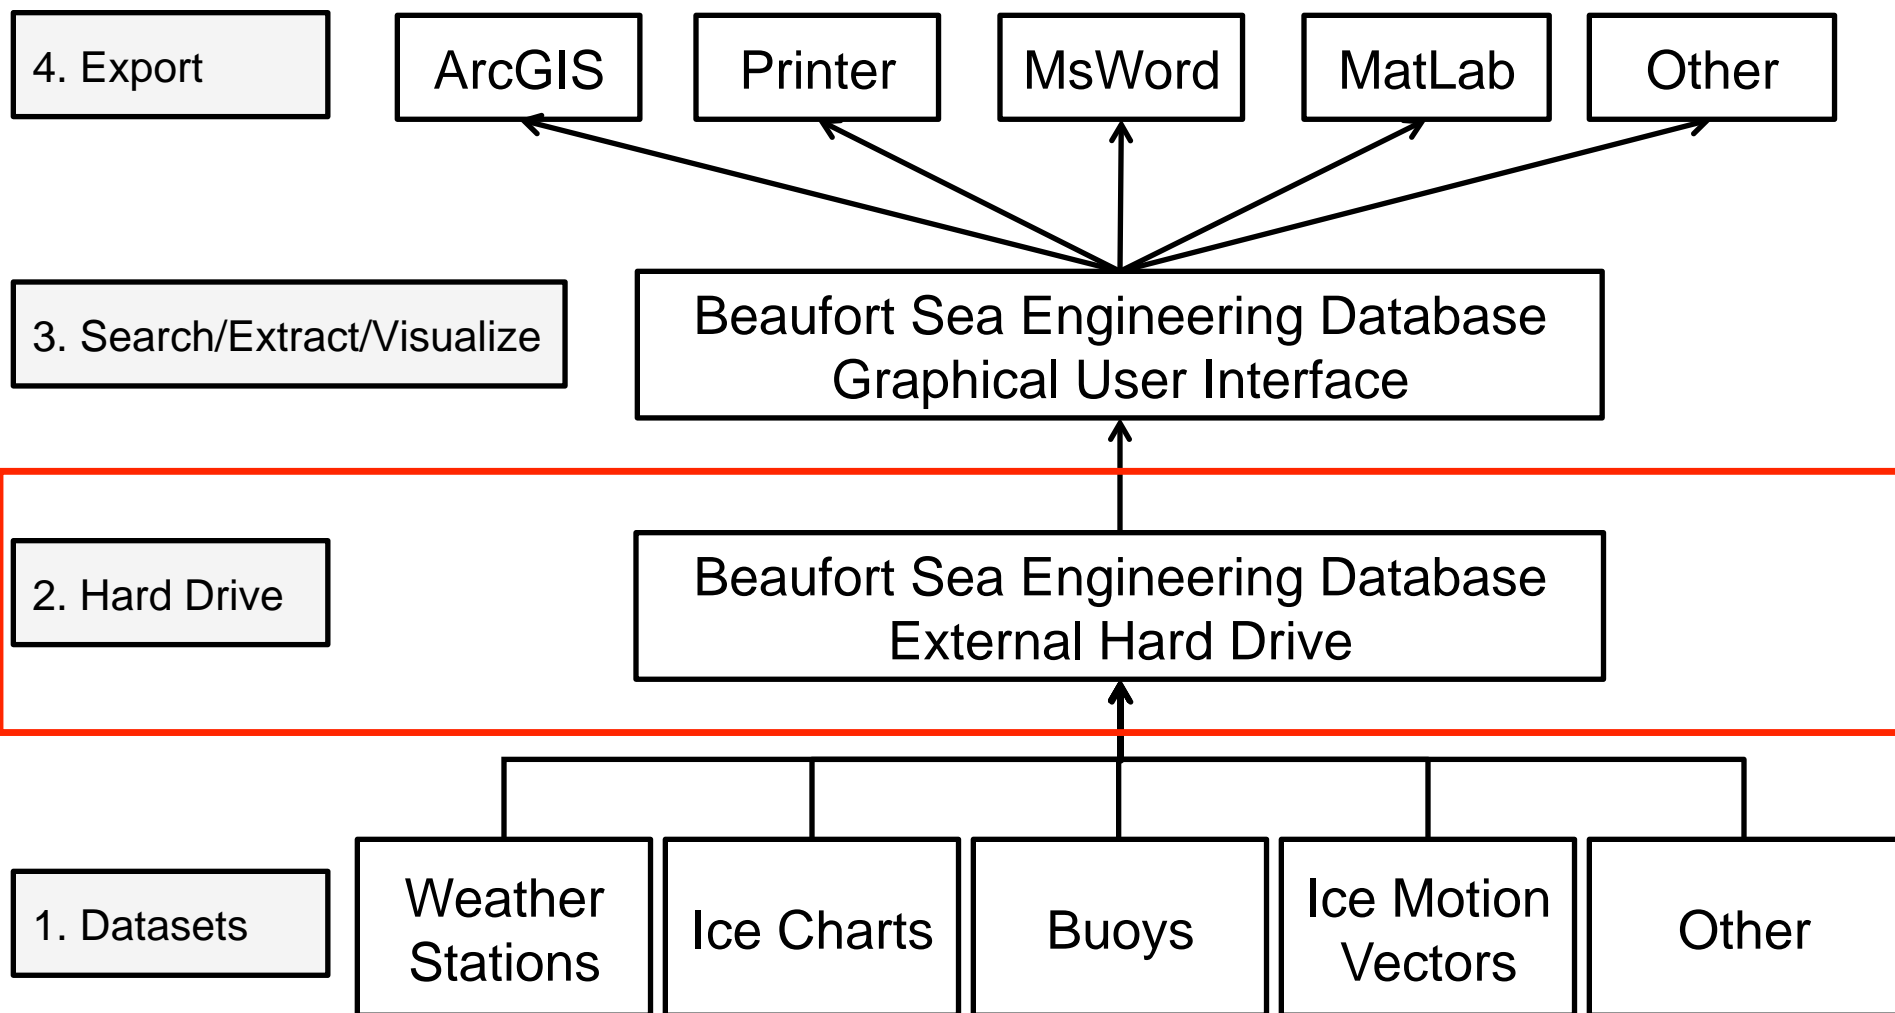 4. Export
ArcGIS
Printer
MsWord
MatLab
Other
3. Search/Extract/Visualize
Beaufort Sea Engineering Database
Graphical User Interface
2. Hard Drive
Beaufort Sea Engineering Database
External Hard Drive
1. Datasets
Weather
Stations
Ice Charts
Buoys
Ice Motion
Vectors
Other